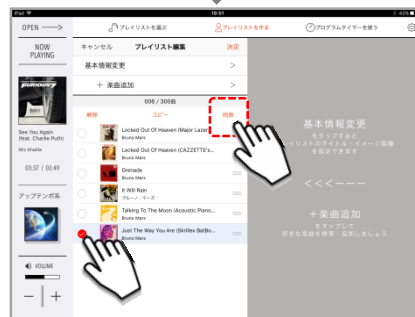 iPad
19:51
42%
OPEN
プレイリストを選ぶ
プレイリストを作る
プログラムタイマーを使う
NOW
PLAYING
キャンセル
プレイリスト編集
決定
基本情報変更 >
＋ 楽曲追加 >
006 / 300曲
解除
コピー
削除
Locked Out Of Heaven (Major Lazer
Bruno Mars
Locked Out Of Heaven (CAZZETTE's...
Bruno Mars
Grenade
Bruno Mars
It Will Rain
ブルーノ・マーズ
Talking To The Moon (Acoustic Piano...
Bruno Mars
Just The Way You Are (Skrillex BatBo...
Bruno Mars
FURIOUS7
See You Again
(feat. Charlie Puth)
Wiz Khalifa
03:37 / 03:49
アップテンポ系
VOLUME
基本情報変更
をタップすると
レイリストのタイトル・イメージ画像
を指定できます
<<<ーーー
＋楽曲追加
をタップして
好きな楽曲を検索・追加しましょう